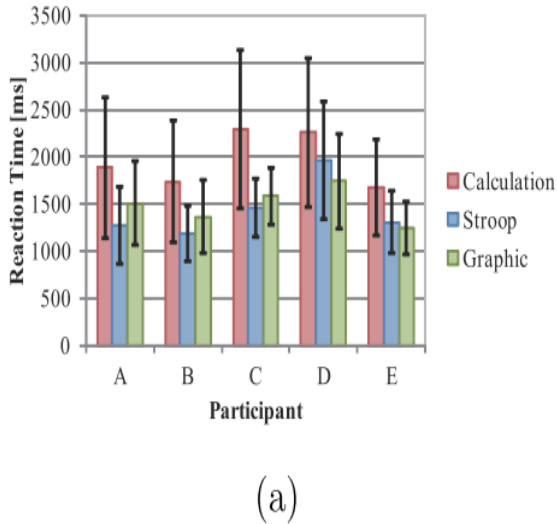 3500
3000
2500
2000
1500
1000
500
0
Reaction Time [ms]
A B C D E
Participant
Calculation
Stroop
Graphic
(a)